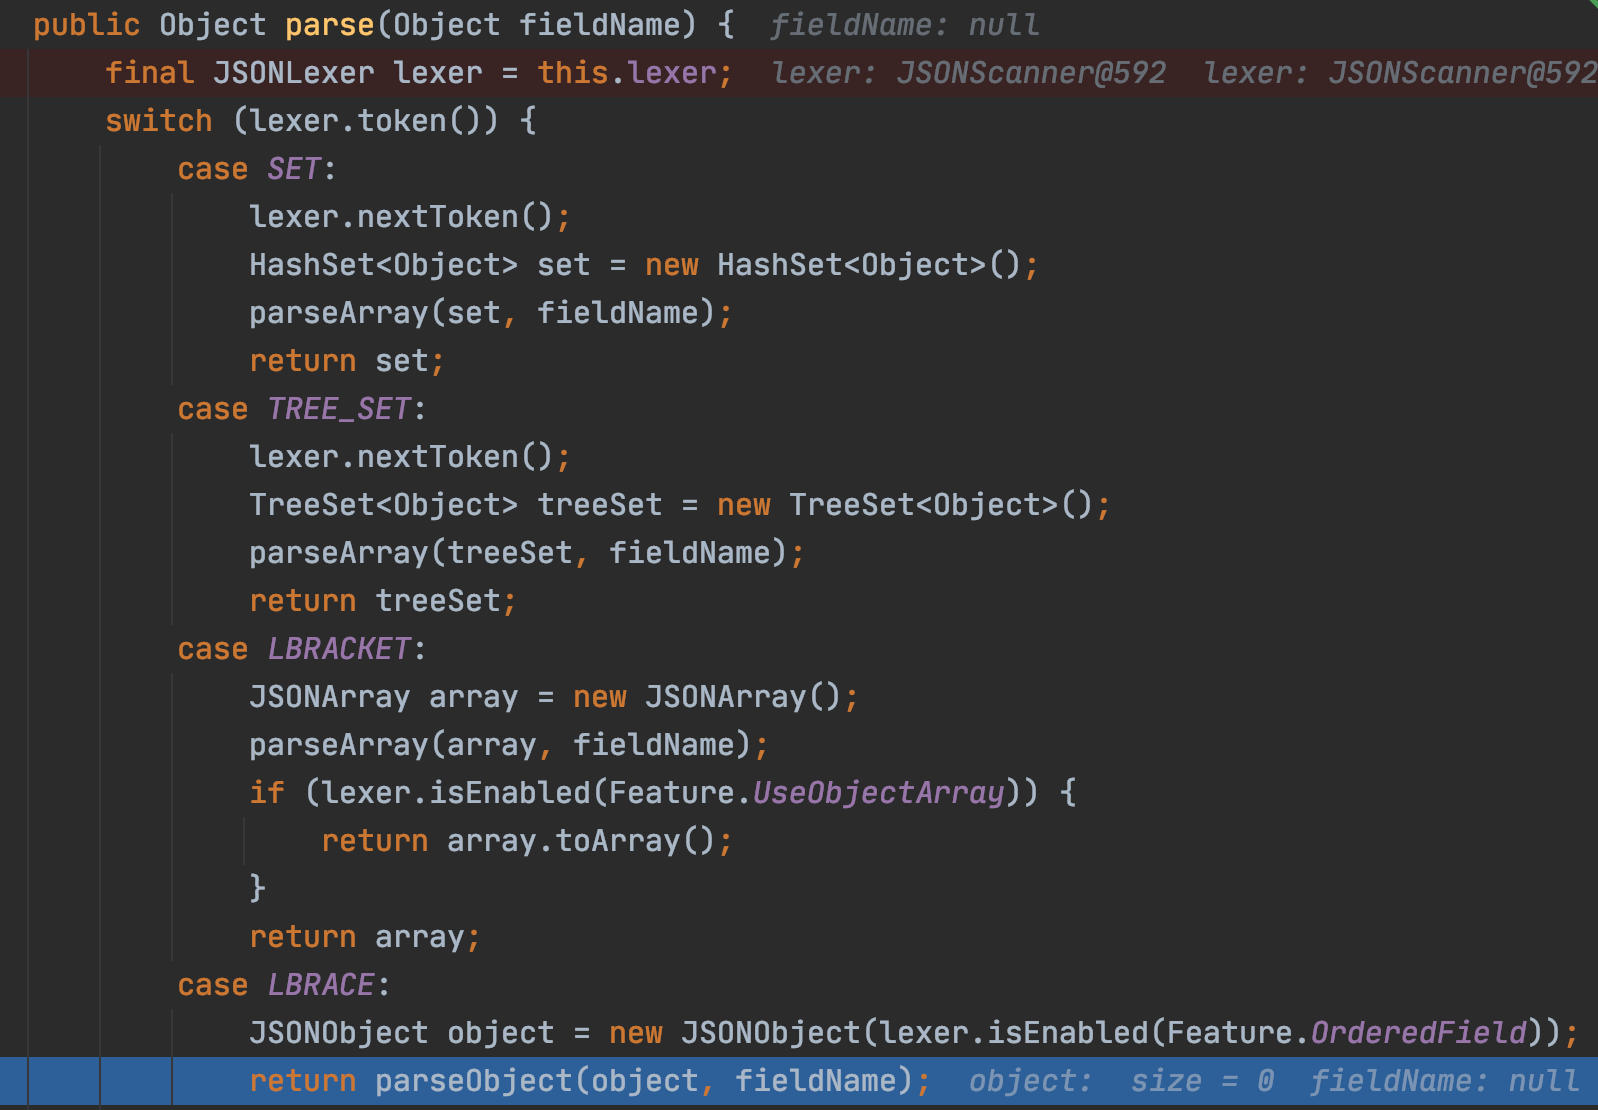 public Object parse(Object fieldName) {  fieldName: null
    final JSONLexer lexer = this.lexer;  lexer: JSONScanner@592  lexer: JSONScanner@592
    switch (lexer.token()) {
        case SET:
            lexer.nextToken();
            HashSet<Object> set = new HashSet<Object>();
            parseArray(set, fieldName);
            return set;
        case TREE_SET:
            lexer.nextToken();
            TreeSet<Object> treeSet = new TreeSet<Object>();
            parseArray(treeSet, fieldName);
            return treeSet;
        case LBRACKET:
            JSONArray array = new JSONArray();
            parseArray(array, fieldName);
            if (lexer.isEnabled(Feature.UseObjectArray)) {
                return array.toArray();
            }
            return array;
        case LBRACE:
            JSONObject object = new JSONObject(lexer.isEnabled(Feature.OrderedField));
            return parseObject(object, fieldName);  object:  size = 0  fieldName: null